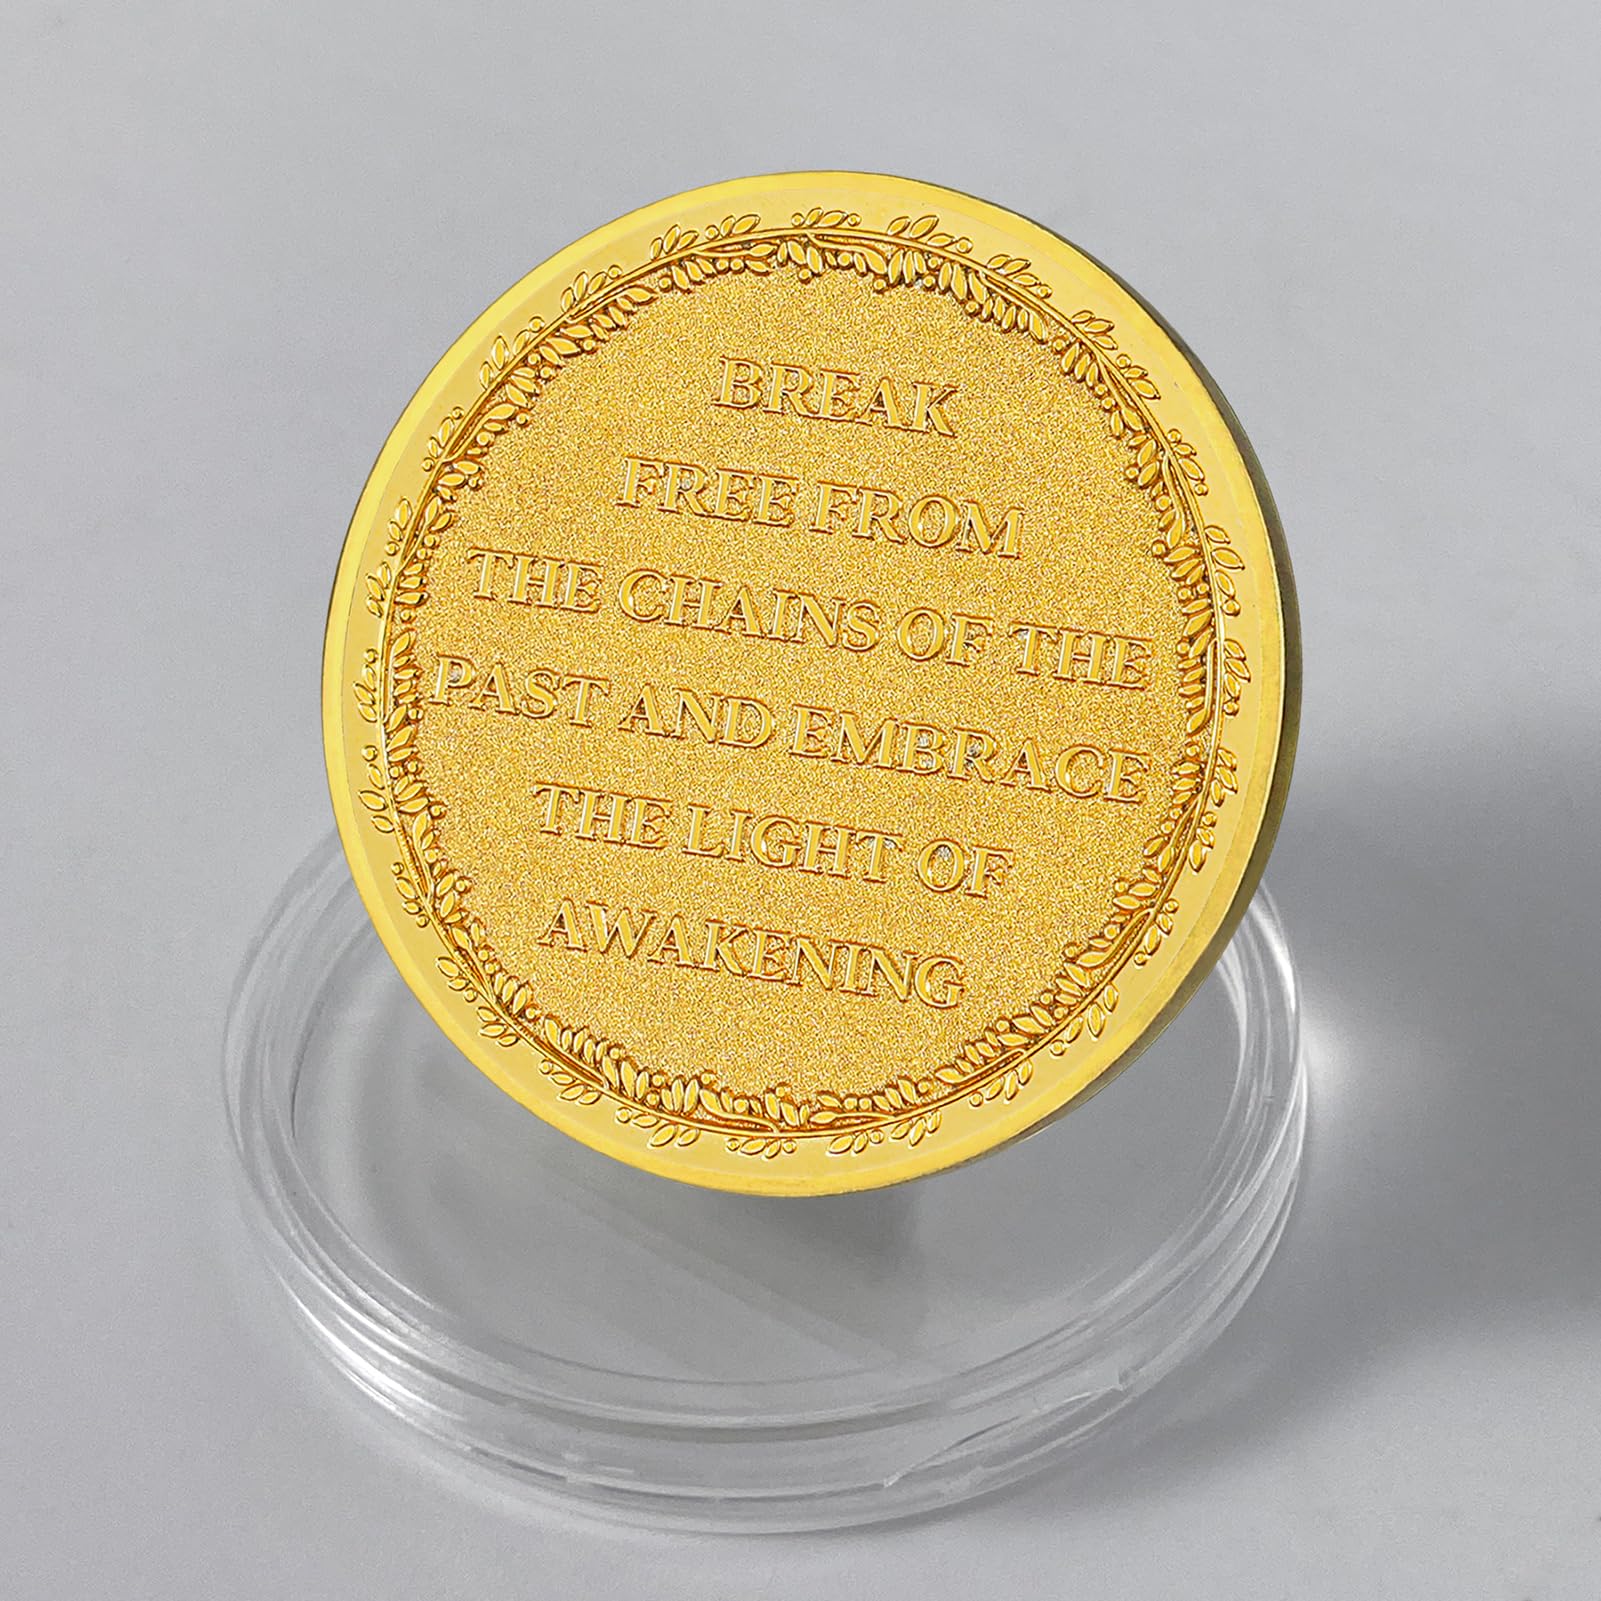 BREAK
FREE FROM
THE CHAINS OF THE
PAST AND EMBRACE
THE LIGHT OF
AWAKENING